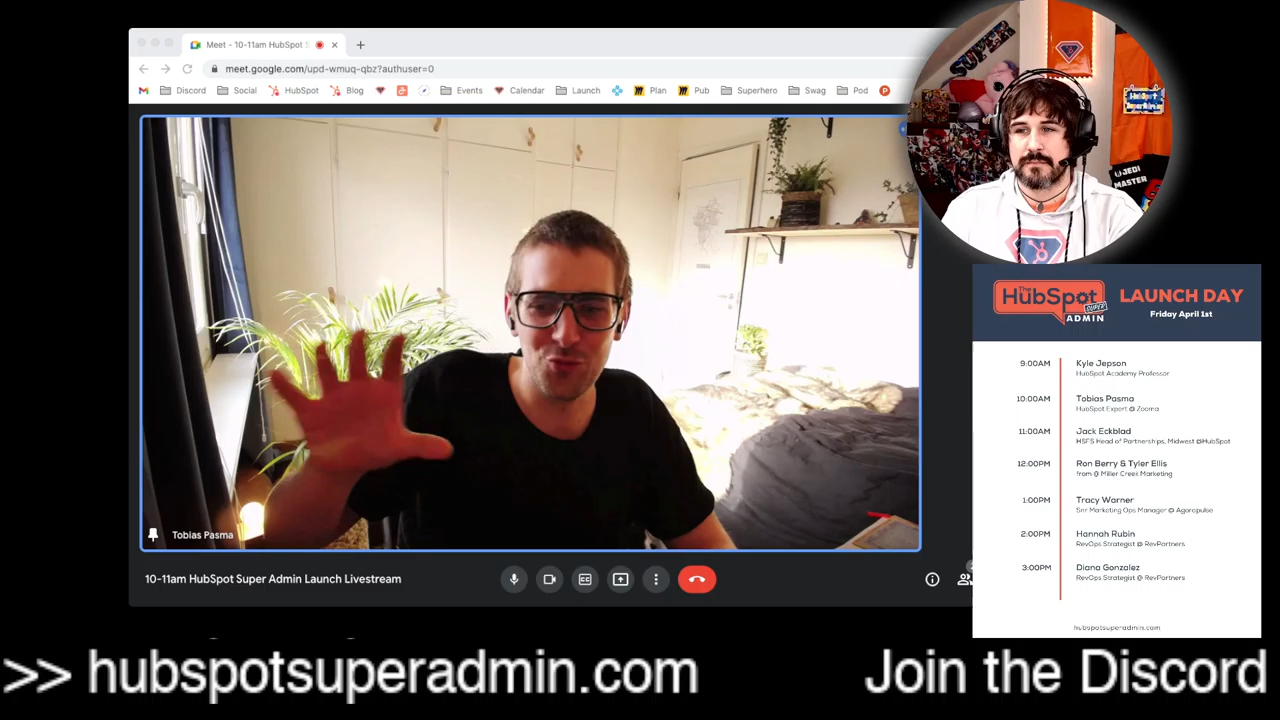 Meet - 10-11am HubSpot S
meet.google.com/upd-wmuq-qbz?authuser=0
Discord Social HubSpot Blog Events Calendar Launch Plan Pub Superhero Swag Pod
JEDI
MASTER
The
HubSpot
SUPER
ADMIN
LAUNCH DAY
Friday April 1st
9:00AM Kyle Jepson
HubSpot Academy Professor
10:00AM Tobias Pasma
HubSpot Expert @ Zooma
11:00AM Jack Eckblad
HSFS Head of Partnerships, Midwest @HubSpot
12:00PM Ron Berry & Tyler Ellis
from @ Miller Creek Marketing
1:00PM Tracy Warner
Snr Marketing Ops Manager @ Agorapulse
2:00PM Hannah Rubin
RevOps Strategist @ RevPartners
3:00PM Diana Gonzalez
RevOps Strategist @ RevPartners
hubspotsuperadmin.com
Tobias Pasma
10-11am HubSpot Super Admin Launch Livestream
>> hubspotsuperadmin.com Join the Discord